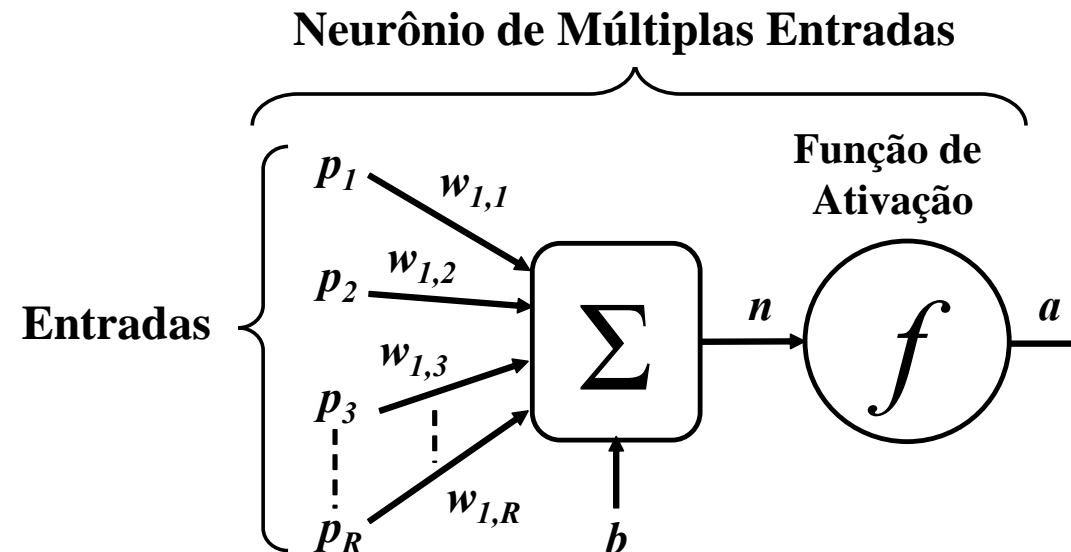 Neurônio de Múltiplas Entradas
Função de
Ativação
p1
w1,1
p2
w1,2
Entradas
p3
w1,3
pR
w1,R
Σ
b
n
f
a